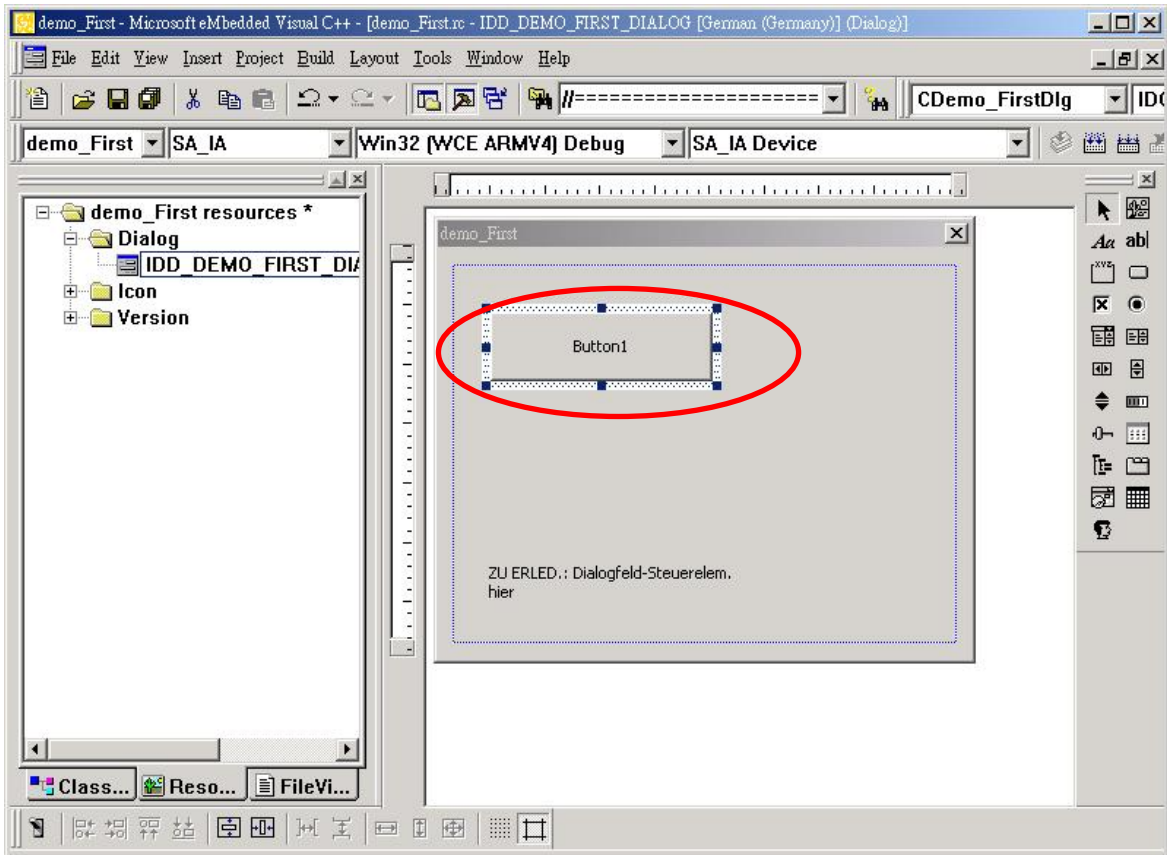 demo_First - Microsoft eMbedded Visual C++ - [demo_First.rc - IDD_DEMO_FIRST_DIALOG [German (Germany)] (Dialog)]
File Edit View Insert Project Build Layout Tools Window Help
//===================== CDemo_FirstDlg
demo_First SA_IA Win32 (WCE ARMV4) Debug SA_IA Device
demo_First resources *
Dialog
IDD_DEMO_FIRST_DIA
Icon
Version
demo_First
Button1
ZU ERLED.: Dialogfeld-Steuerelem.
hier
Aa ab|
xyz
Class... Reso... FileVi...